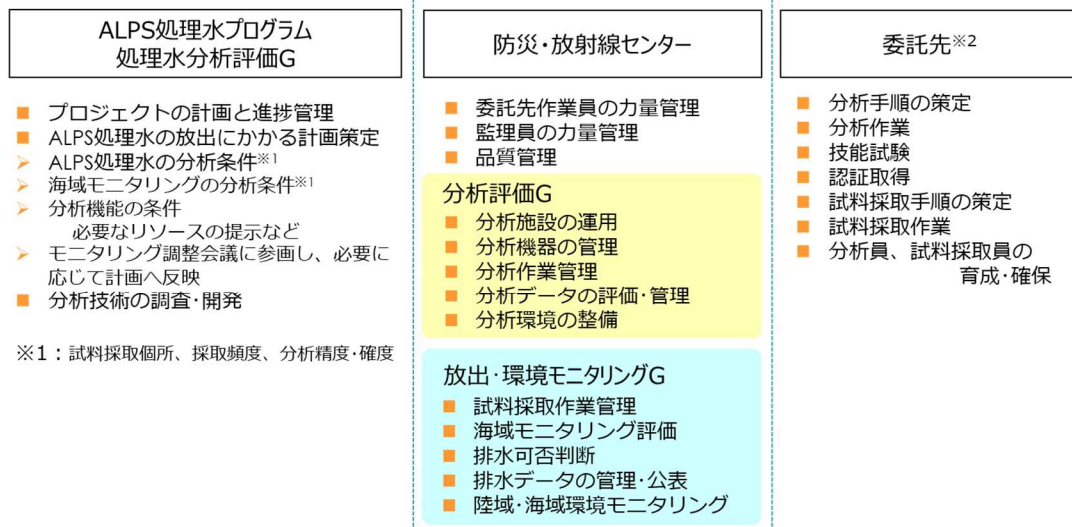 ALPS処理水プログラム
処理水分析評価G
■ プロジェクトの計画と進捗管理
■ ALPS処理水の放出にかかる計画策定
➢ ALPS処理水の分析条件※1
➢ 海域モニタリングの分析条件※1
➢ 分析機能の条件
必要なリソースの提示など
➢ モニタリング調整会議に参画し、必要に
応じて計画へ反映
■ 分析技術の調査・開発
※1：試料採取個所、採取頻度、分析精度・確度
防災・放射線センター
■ 委託先作業員の力量管理
■ 監理員の力量管理
■ 品質管理
分析評価G
■ 分析施設の運用
■ 分析機器の管理
■ 分析作業管理
■ 分析データの評価・管理
■ 分析環境の整備
放出・環境モニタリングG
■ 試料採取作業管理
■ 海域モニタリング評価
■ 排水可否判断
■ 排水データの管理・公表
■ 陸域・海域環境モニタリング
委託先※2
■ 分析手順の策定
■ 分析作業
■ 技能試験
■ 認証取得
■ 試料採取手順の策定
■ 試料採取作業
■ 分析員、試料採取員の
育成・確保